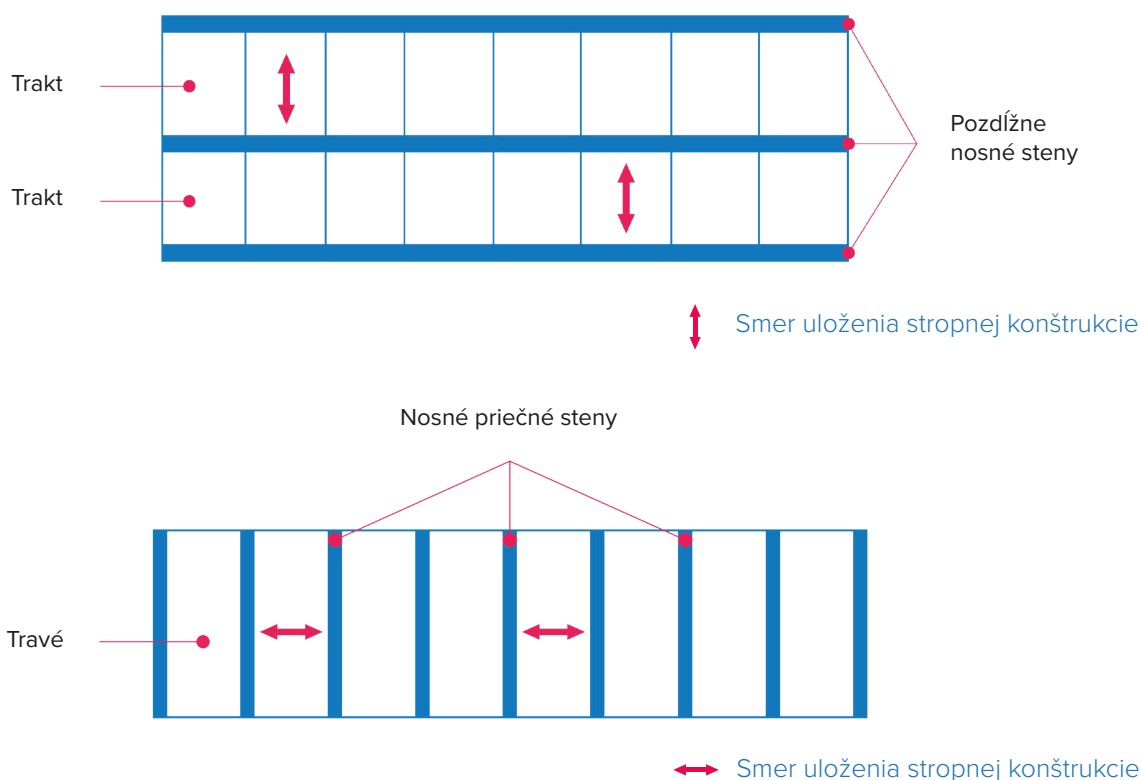 Trakt
Pozdĺžne
nosné steny
Trakt
Smer uloženia stropnej konštrukcie
Nosné priečné steny
Travé
Smer uloženia stropnej konštrukcie